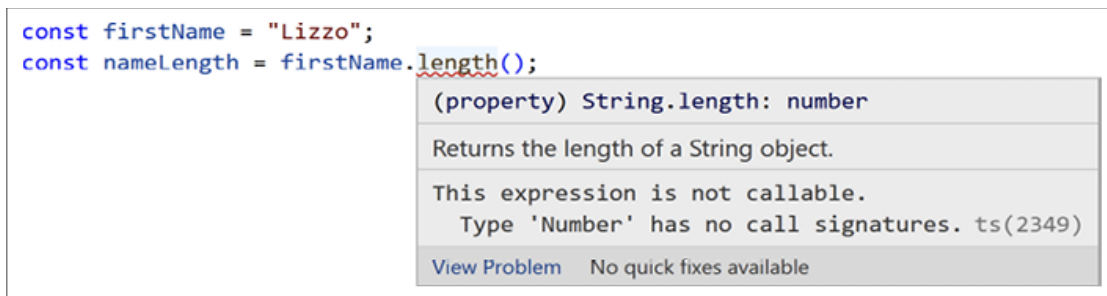 const firstName = "Lizzo";
const nameLength = firstName.length();
(property) String.length: number
Returns the length of a String object.
This expression is not callable.
  Type 'Number' has no call signatures. ts(2349)
View Problem   No quick fixes available